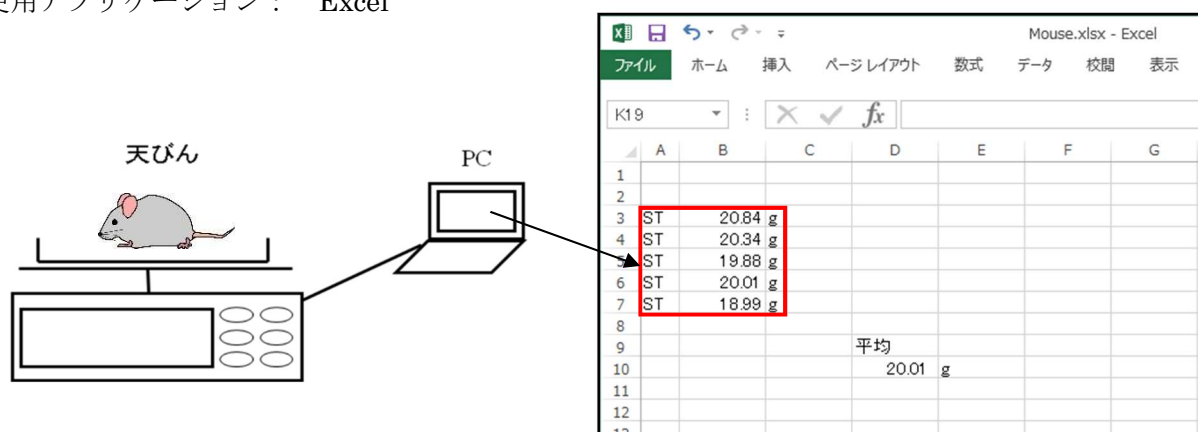 使用アプリケーション： Excel
天びん
PC
Mouse.xlsx - Excel
ファイル ホーム 挿入 ページ レイアウト 数式 データ 校閲 表示
K19 fx
A B C D E F G
1
2
3 ST 20.84 g
4 ST 20.34 g
5 ST 19.88 g
6 ST 20.01 g
7 ST 18.99 g
8
9 平均
10 20.01 g
11
12